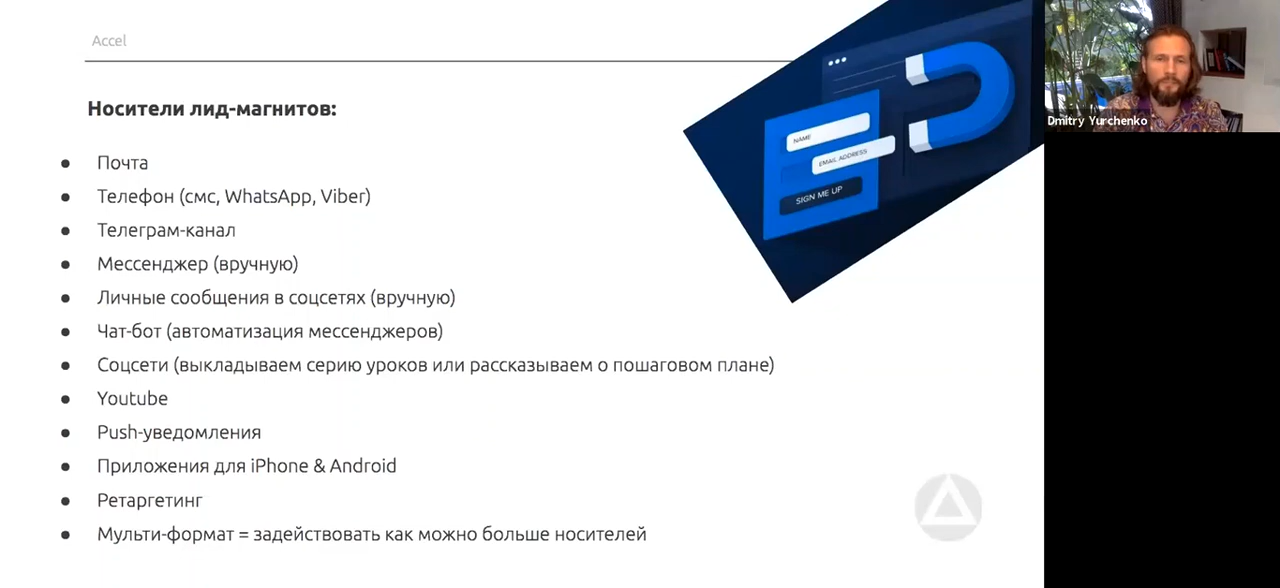 Accel
Носители лид-магнитов:
Почта
Телефон (смс, WhatsApp, Viber)
Телеграм-канал
Мессенджер (вручную)
Личные сообщения в соцсетях (вручную)
Чат-бот (автоматизация мессенджеров)
Соцсети (выкладываем серию уроков или рассказываем о пошаговом плане)
Youtube
Push-уведомления
Приложения для iPhone & Android
Ретаргетинг
Мульти-формат = задействовать как можно больше носителей
NAME
EMAIL ADDRESS
SIGN ME UP
Dmitry Yurchenko